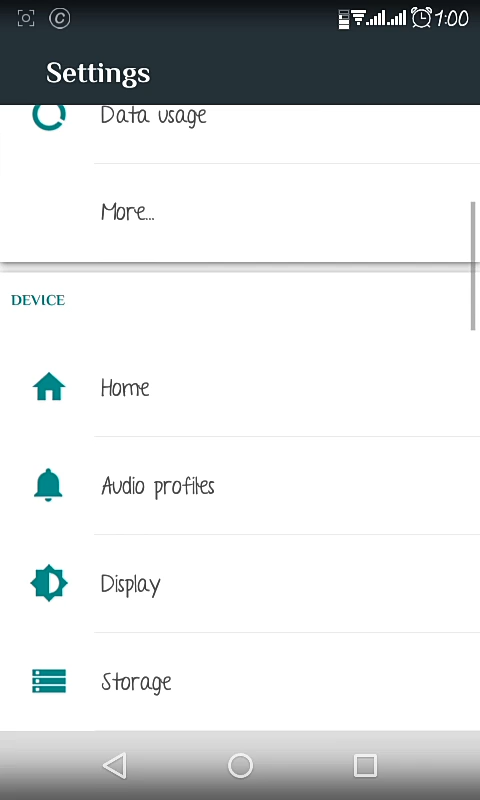 1:00
Settings
Data usage
More...
DEVICE
Home
Audio profiles
Display
Storage